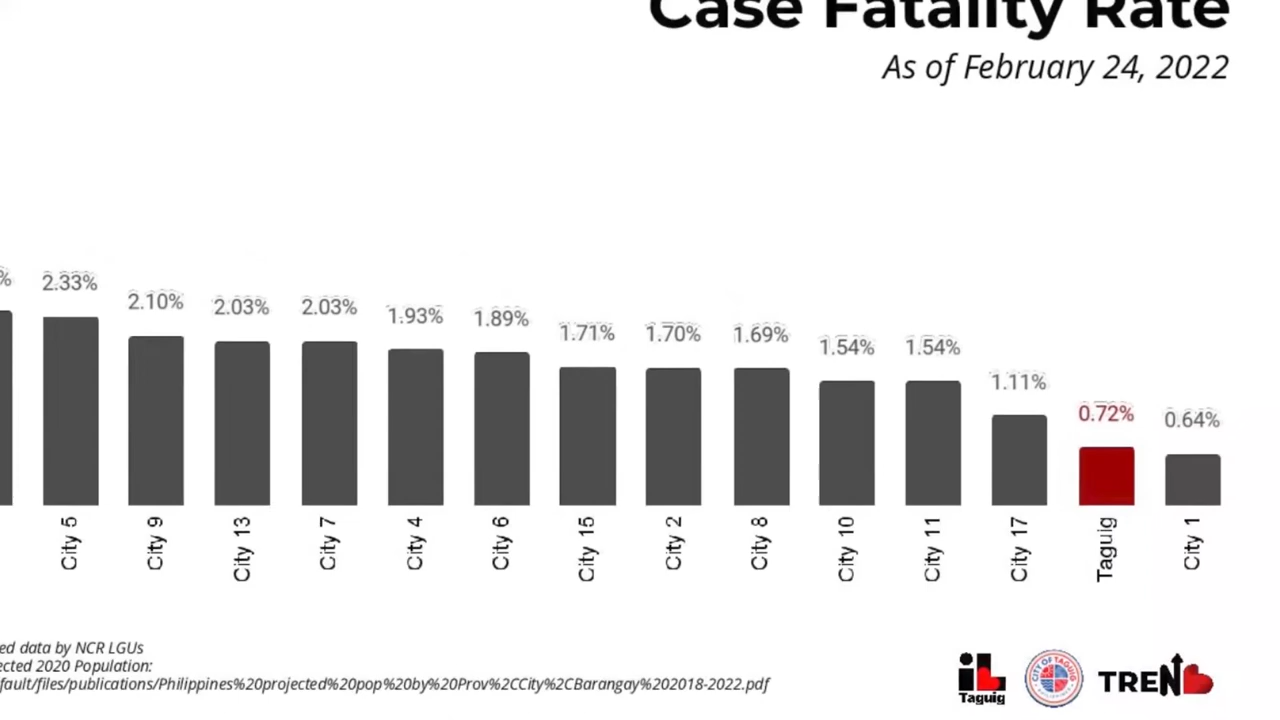 Case Fatality Rate
As of February 24, 2022
%
2.33%
2.10%
2.03%
2.03%
1.93%
1.89%
1.71%
1.70%
1.69%
1.54%
1.54%
1.11%
0.72%
0.64%
City 5
City 9
City 13
City 7
City 4
City 6
City 15
City 2
City 8
City 10
City 11
City 17
Taguig
City 1
ed data by NCR LGUs
ected 2020 Population:
fault/files/publications/Philippines%20projected%20pop%20by%20Prov%2CCity%2CBarangay%202018-2022.pdf
iL
Taguig
CITY OF TAGUIG
TREN